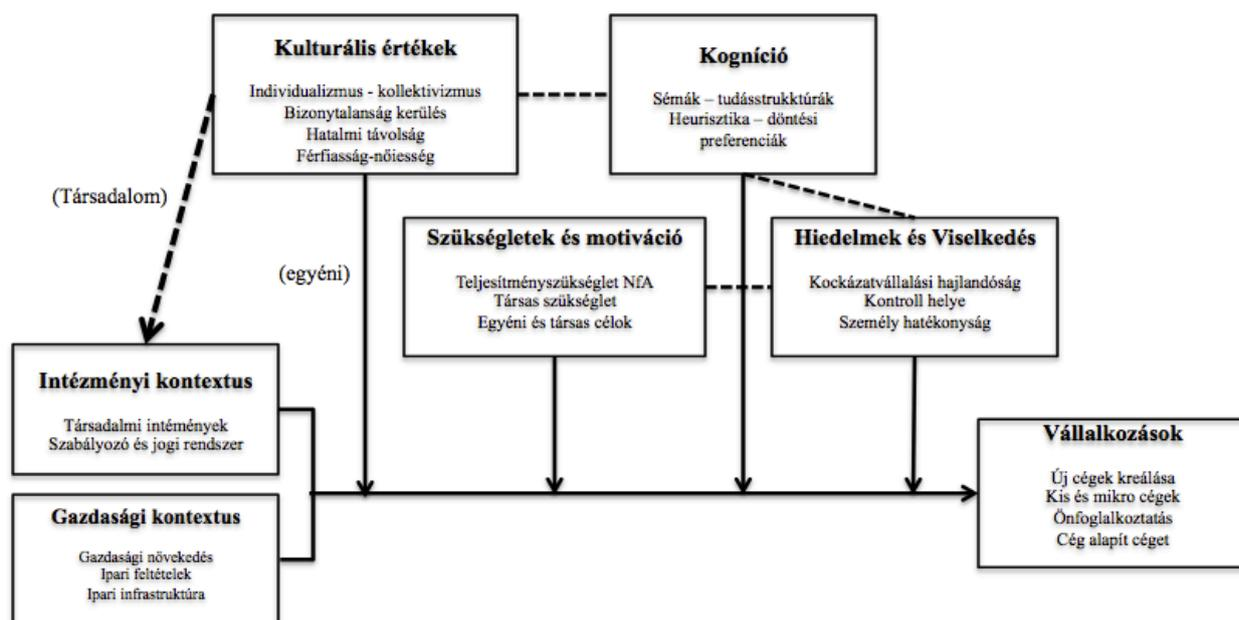 Kulturális értékek
Individualizmus - kollektivizmus
Bizonytalanság kerülés
Hatalmi távolság
Férfiasság-nőiesség
Kogníció
Sémák – tudásstrukktúrák
Heurisztika – döntési
preferenciák
(Társadalom)
(egyéni)
Szükségletek és motiváció
Teljesítményszükséglet NfA
Társas szükséglet
Egyéni és társas célok
Hiedelmek és Viselkedés
Kockázatvállalási hajlandóság
Kontroll helye
Személy hatékonyság
Intézményi kontextus
Társadalmi intémények
Szabályozó és jogi rendszer
Gazdasági kontextus
Gazdasági növekedés
Ipari feltételek
Ipari infrastruktúra
Vállalkozások
Új cégek kreálása
Kis és mikro cégek
Önfoglalkoztatás
Cég alapít céget